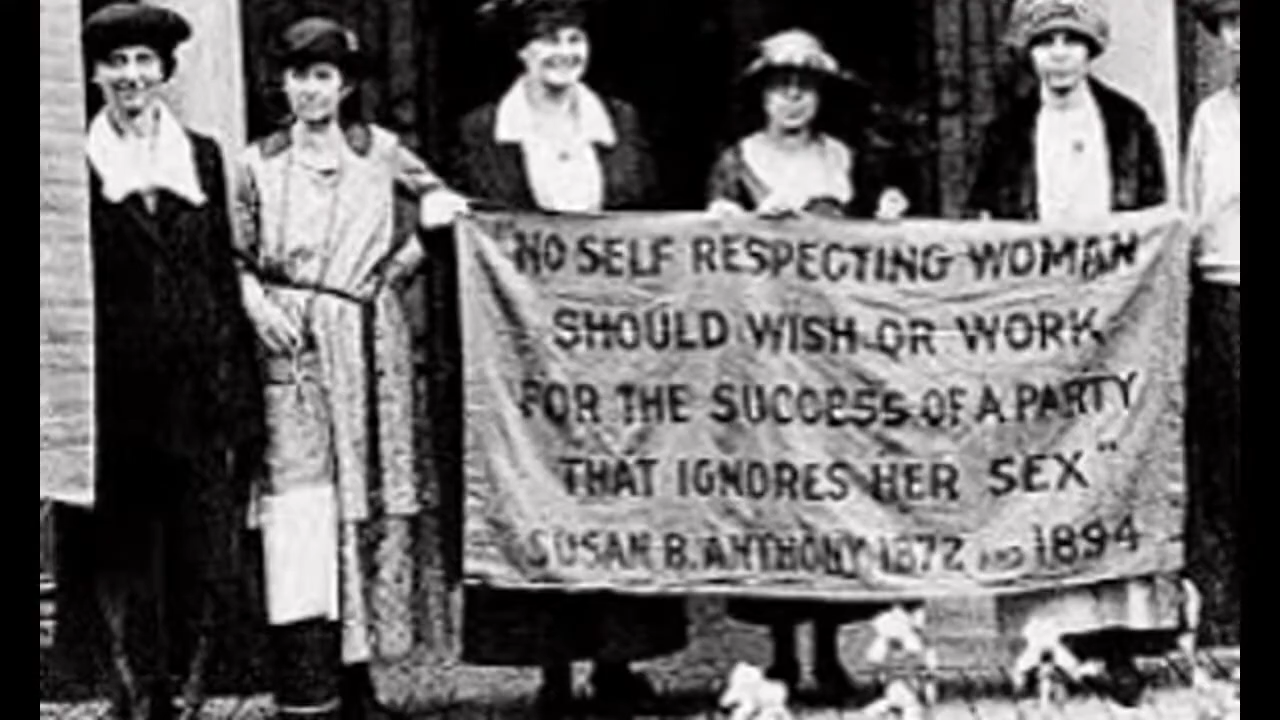 NO SELF RESPECTING WOMAN
SHOULD WISH OR WORK
FOR THE SUCCESS OF A PARTY
THAT IGNORES HER SEX"
SUSAN B. ANTHONY 1872 AND 1894